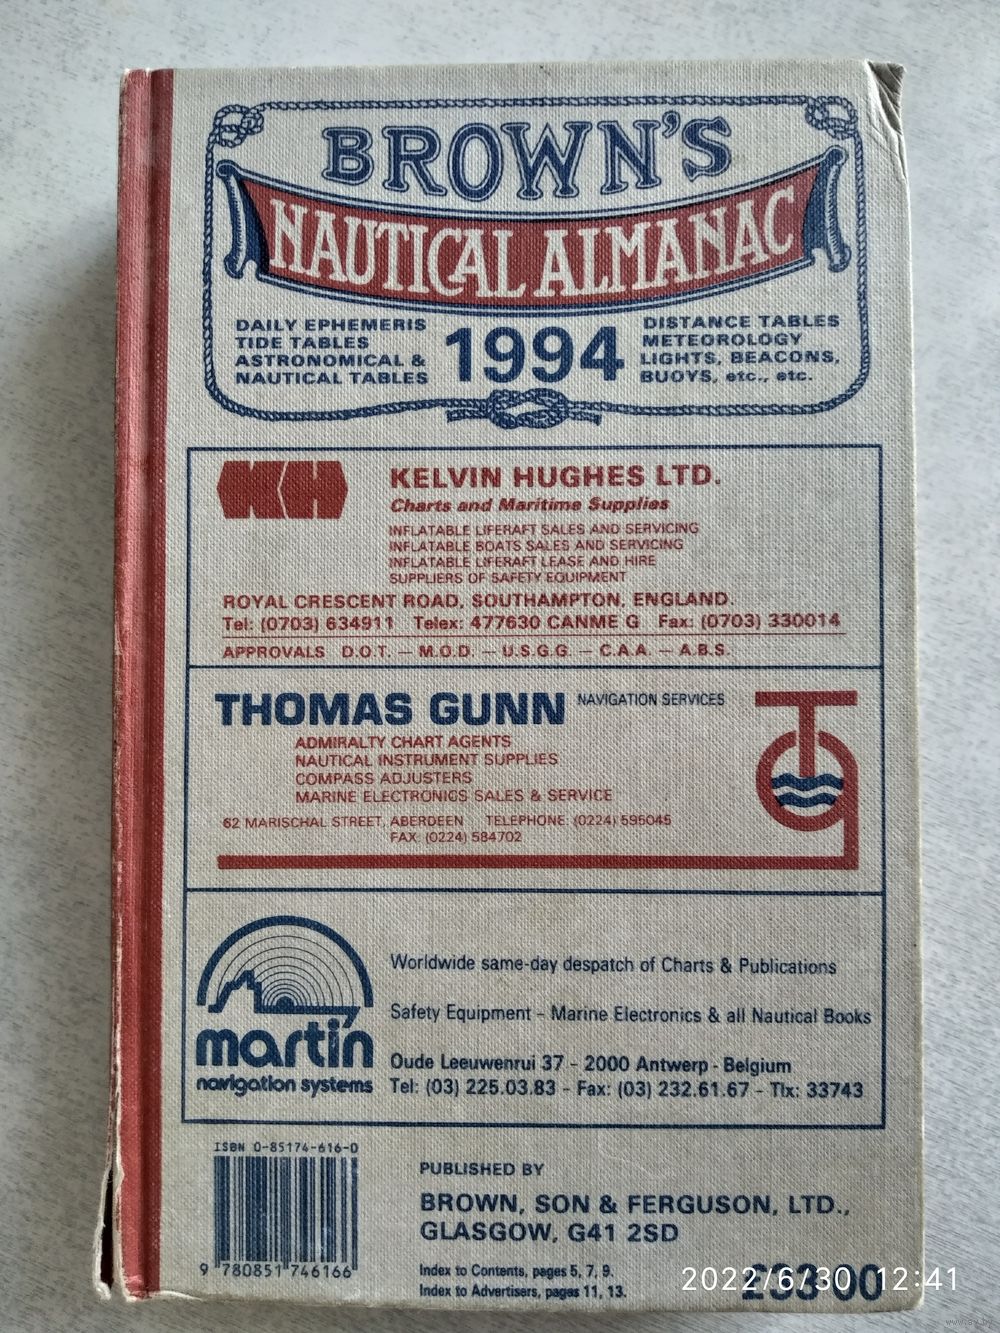 BROWN'S
NAUTICAL ALMANAC
DAILY EPHEMERIS
TIDE TABLES
ASTRONOMICAL &
NAUTICAL TABLES
1994
DISTANCE TABLES
METEOROLOGY
LIGHTS, BEACONS,
BUOYS, etc., etc.
KH
KELVIN HUGHES LTD.
Charts and Maritime Supplies
INFLATABLE LIFERAFT SALES AND SERVICING
INFLATABLE BOATS SALES AND SERVICING
INFLATABLE LIFERAFT LEASE AND HIRE
SUPPLIERS OF SAFETY EQUIPMENT
ROYAL CRESCENT ROAD, SOUTHAMPTON, ENGLAND.
Tel: (0703) 634911 Telex: 477630 CANME G Fax: (0703) 330014
APPROVALS D.O.T. – M.O.D. – U.S.G.G. – C.A.A. – A.B.S.
THOMAS GUNN NAVIGATION SERVICES
ADMIRALTY CHART AGENTS
NAUTICAL INSTRUMENT SUPPLIES
COMPASS ADJUSTERS
MARINE ELECTRONICS SALES & SERVICE
62 MARISCHAL STREET, ABERDEEN TELEPHONE: (0224) 595045
FAX: (0224) 584702
Tg
martin
navigation systems
Worldwide same-day despatch of Charts & Publications
Safety Equipment – Marine Electronics & all Nautical Books
Oude Leeuwenrui 37 – 2000 Antwerp - Belgium
Tel: (03) 225.03.83 – Fax: (03) 232.61.67 – Tlx: 33743
ISBN 0-85174-616-0
9 780851 746166
PUBLISHED BY
BROWN, SON & FERGUSON, LTD.,
GLASGOW, G41 2SD
Index to Contents, pages 5, 7, 9.
Index to Advertisers, pages 11, 13.
2022/6/30 12:41